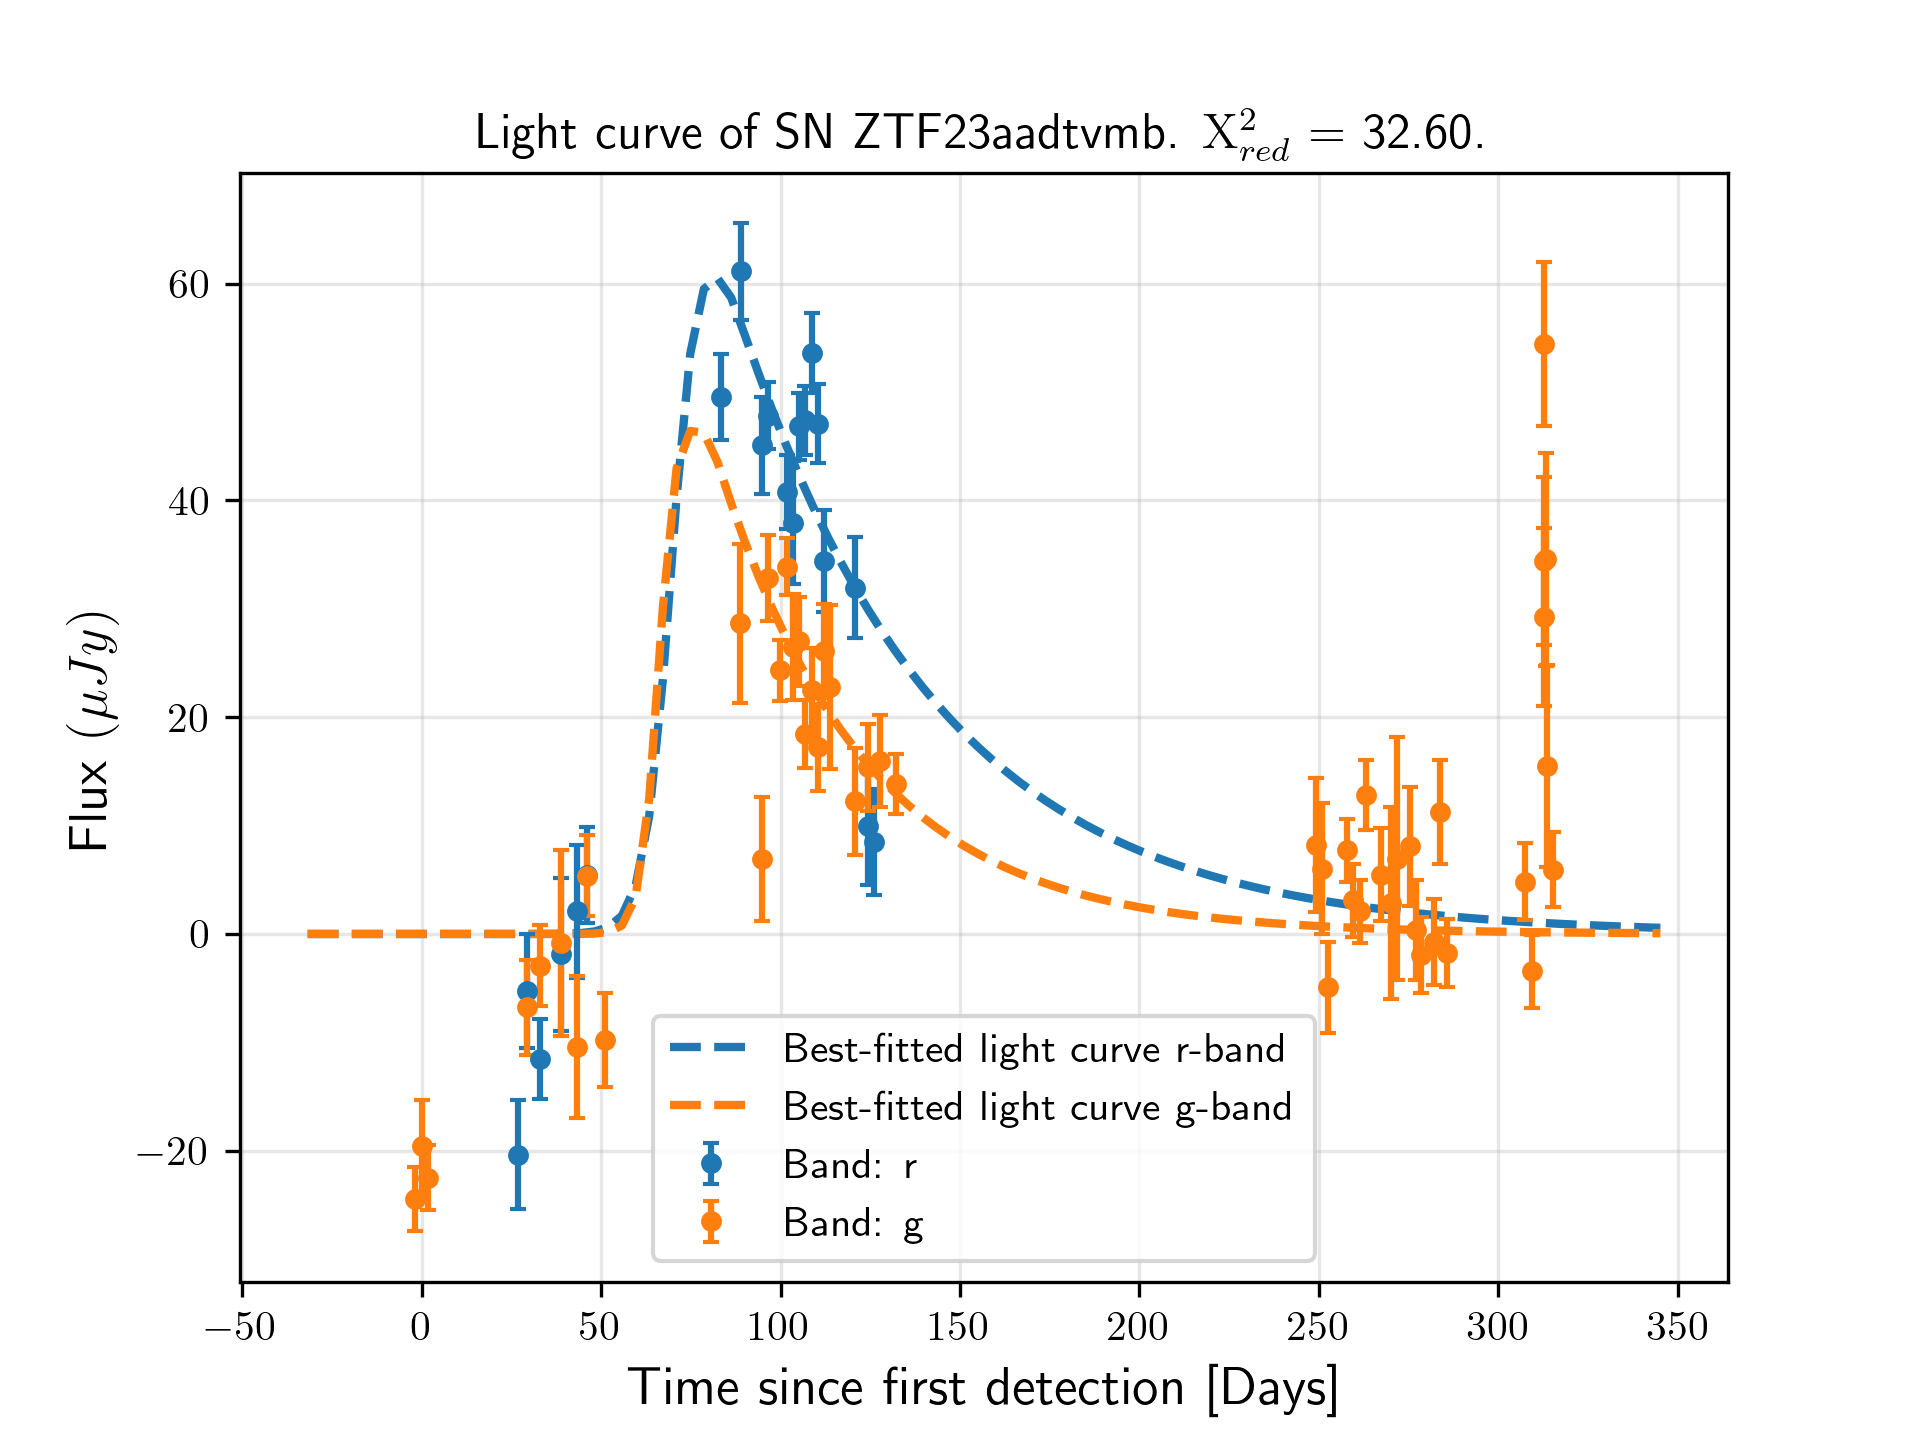 Light curve of SN ZTF23aadtvmb. X²_red = 32.60.
Flux (μJy)
60
40
20
0
−20
Best-fitted light curve r-band
Best-fitted light curve g-band
Band: r
Band: g
−50 0 50 100 150 200 250 300 350
Time since first detection [Days]